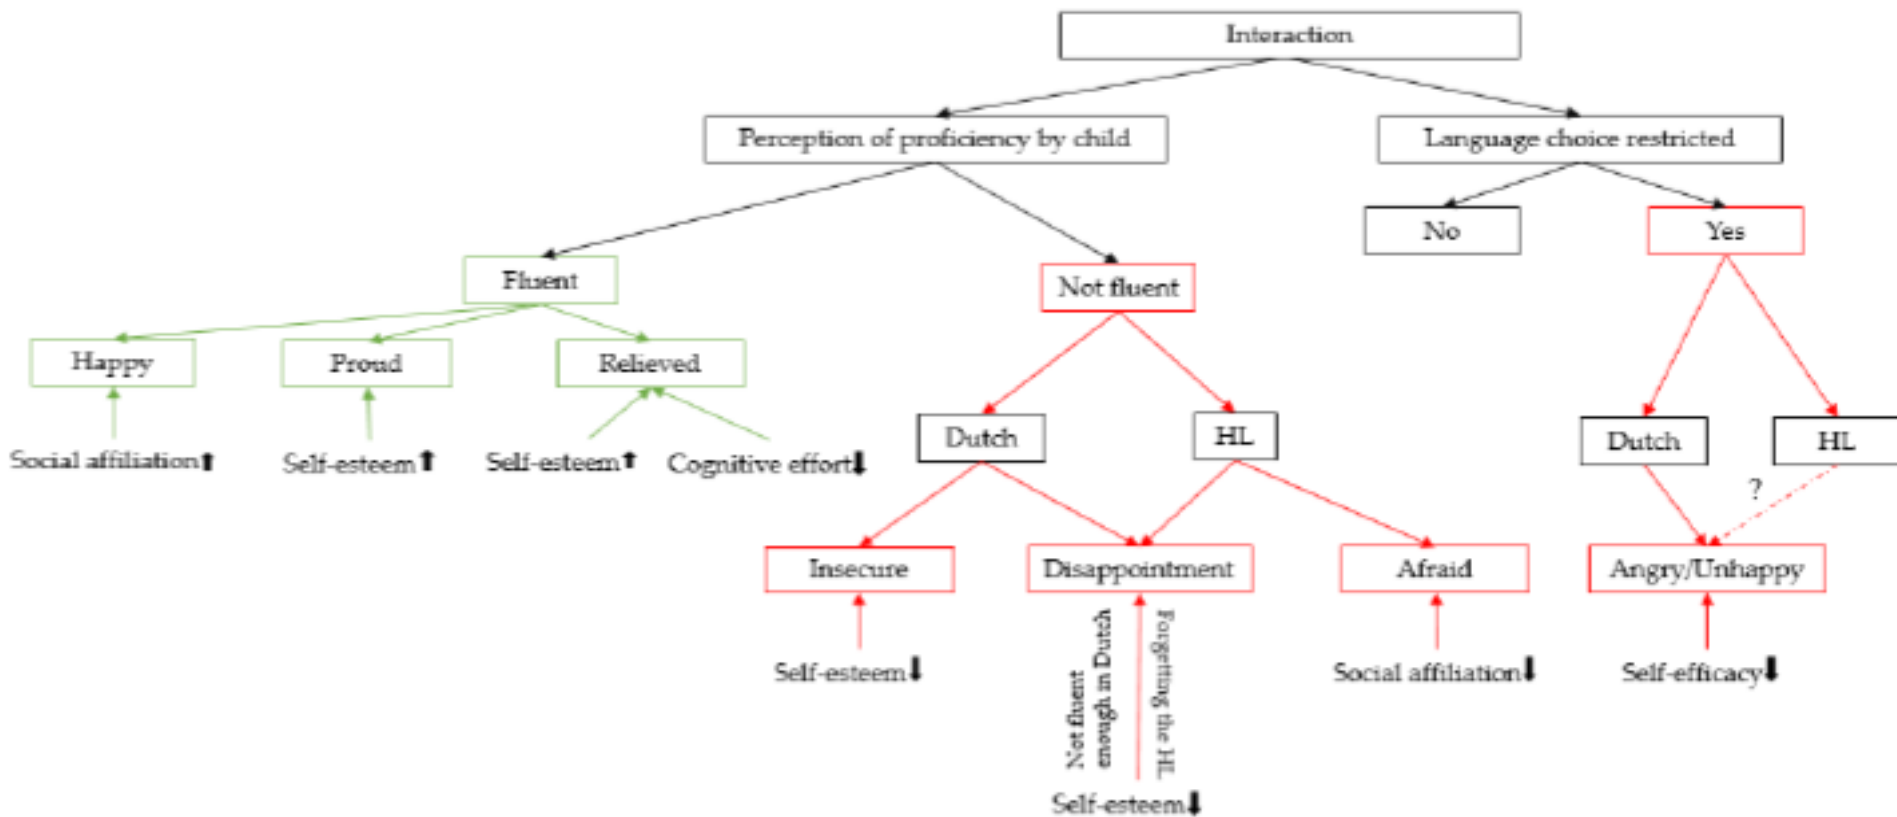 Interaction
Perception of proficiency by child
Language choice restricted
No
Yes
Fluent
Not fluent
Happy
Proud
Relieved
Dutch
HL
Dutch
HL
Social affiliation⬆
Self-esteem⬆
Self-esteem⬆
Cognitive effort⬇
?
Insecure
Disappointment
Afraid
Angry/Unhappy
Not fluent
enough in Dutch
Forgetting the HL
Self-esteem⬇
Social affiliation⬇
Self-efficacy⬇
Self-esteem⬇